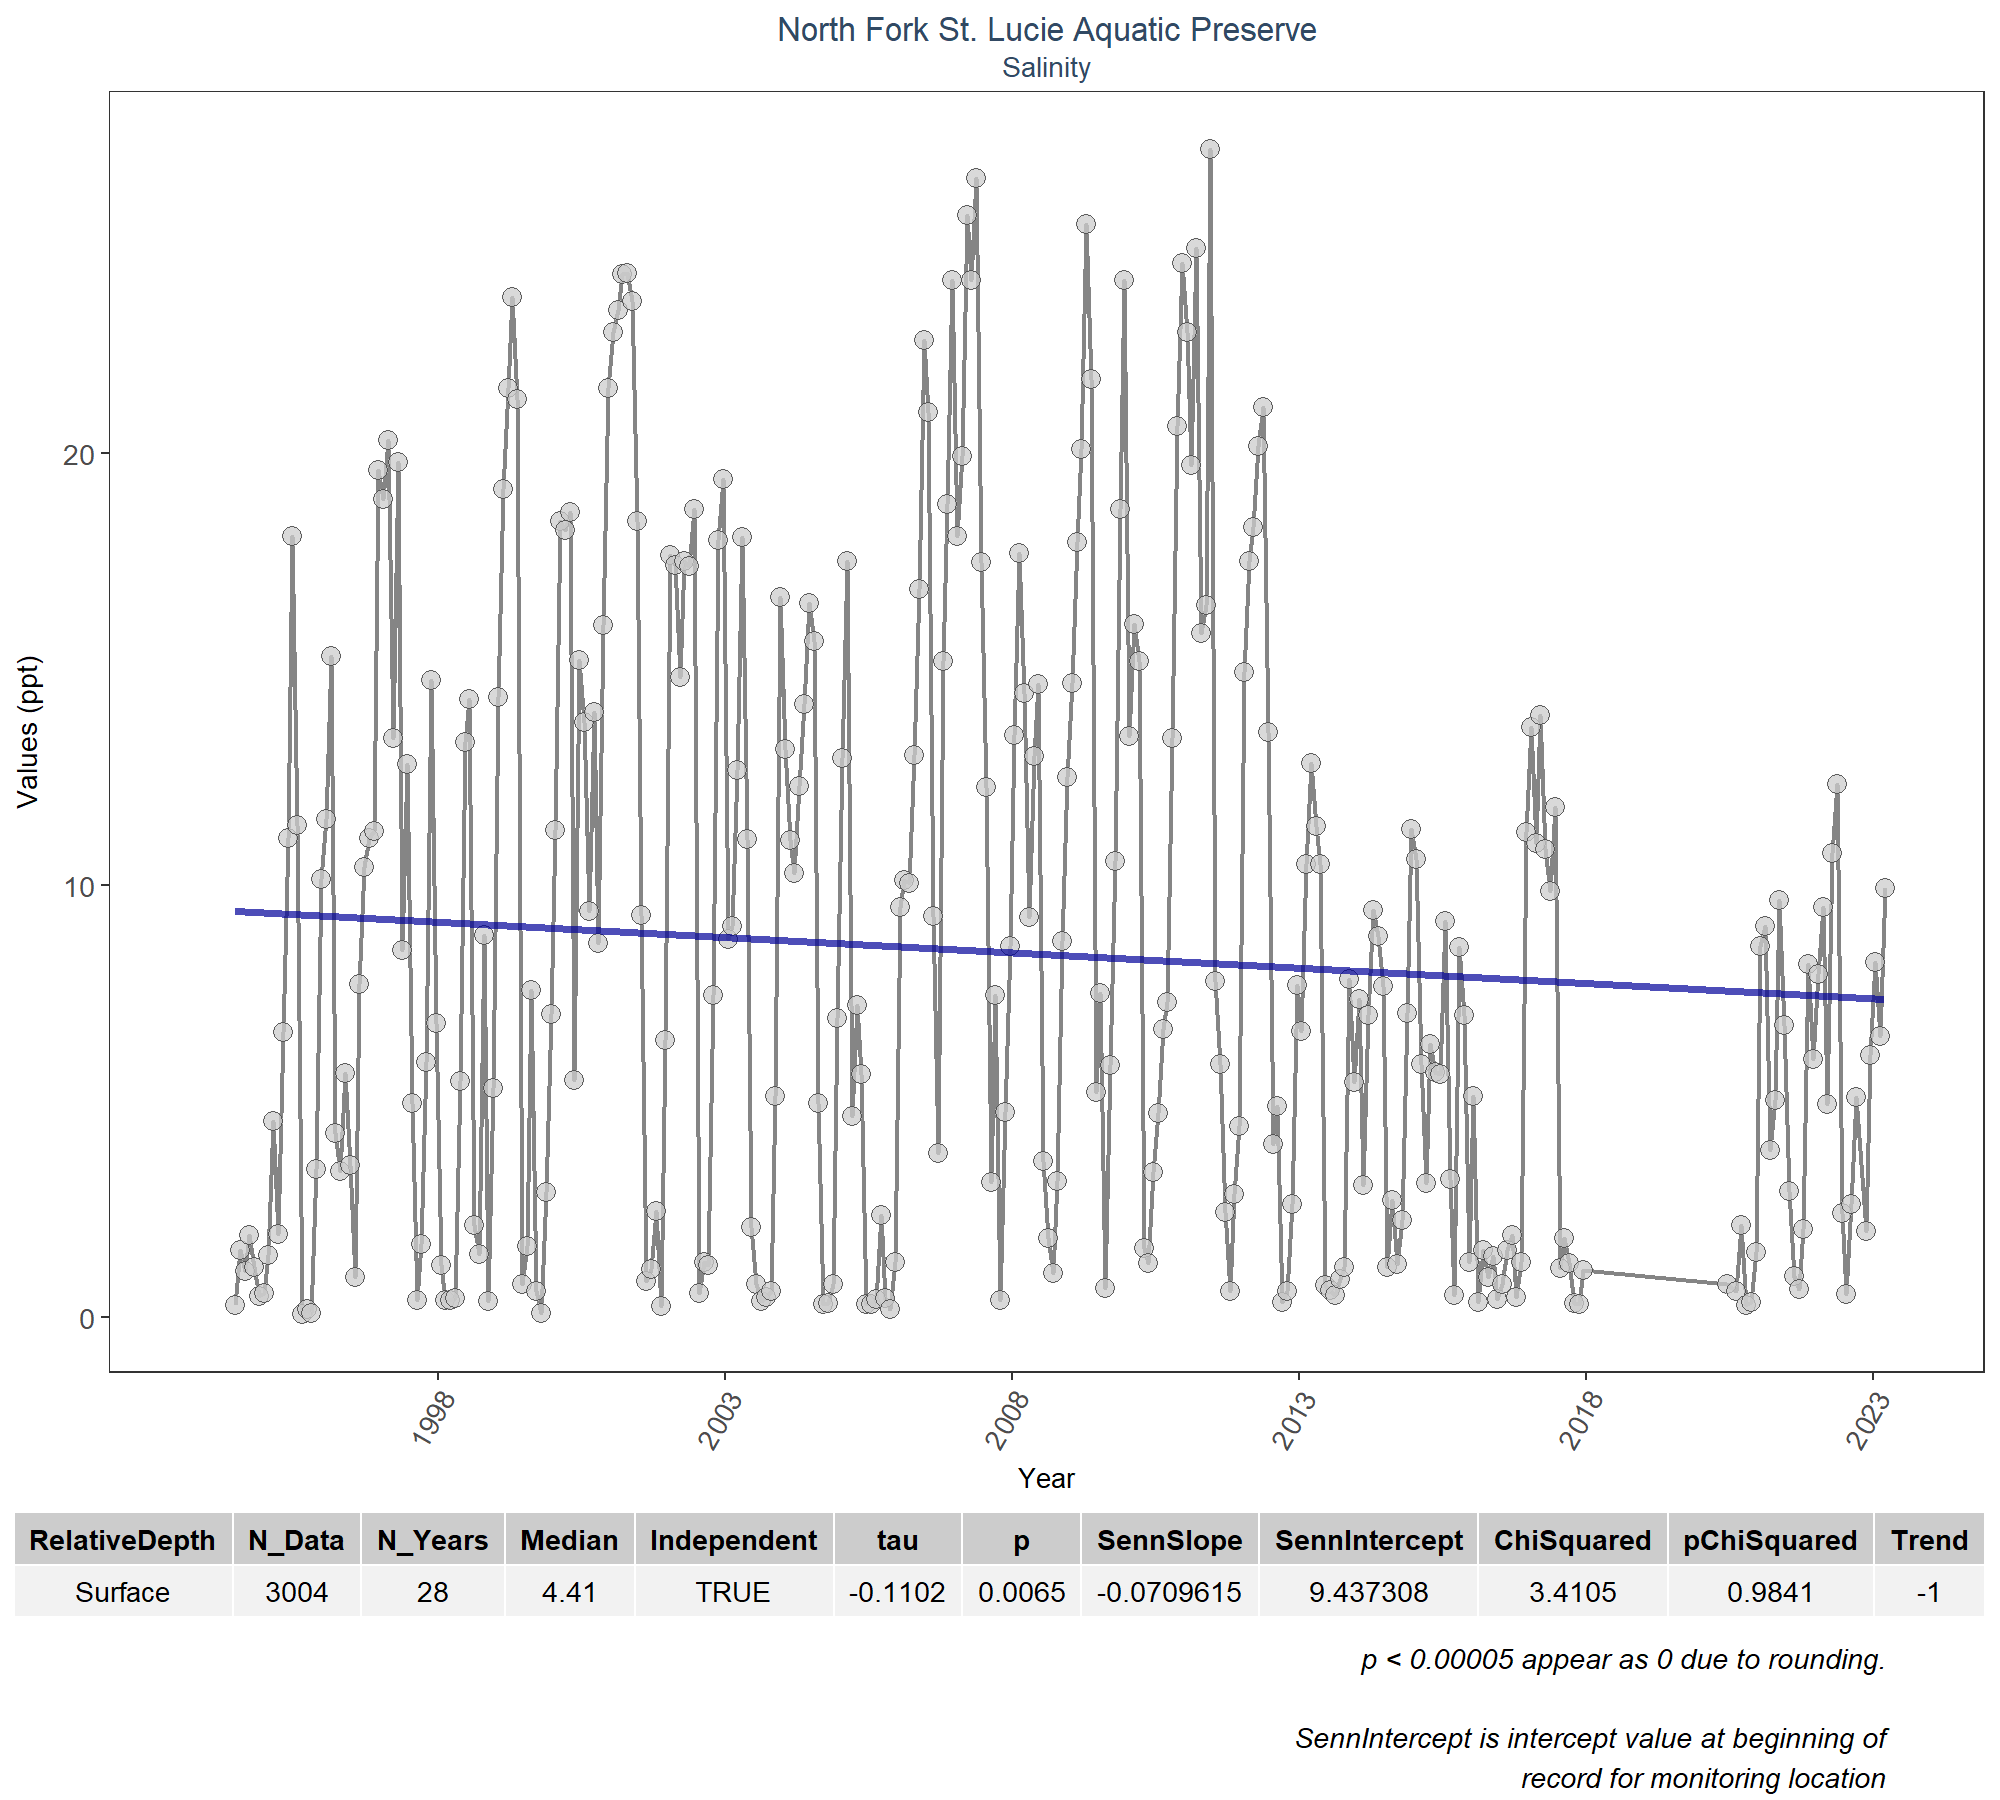 North Fork St. Lucie Aquatic Preserve
Salinity
Values (ppt)
20
10
0
1998
2003
2008
2013
2018
2023
Year
RelativeDepth N_Data N_Years Median Independent tau p SennSlope SennIntercept ChiSquared pChiSquared Trend
Surface 3004 28 4.41 TRUE -0.1102 0.0065 -0.0709615 9.437308 3.4105 0.9841 -1
p < 0.00005 appear as 0 due to rounding.
SennIntercept is intercept value at beginning of
record for monitoring location